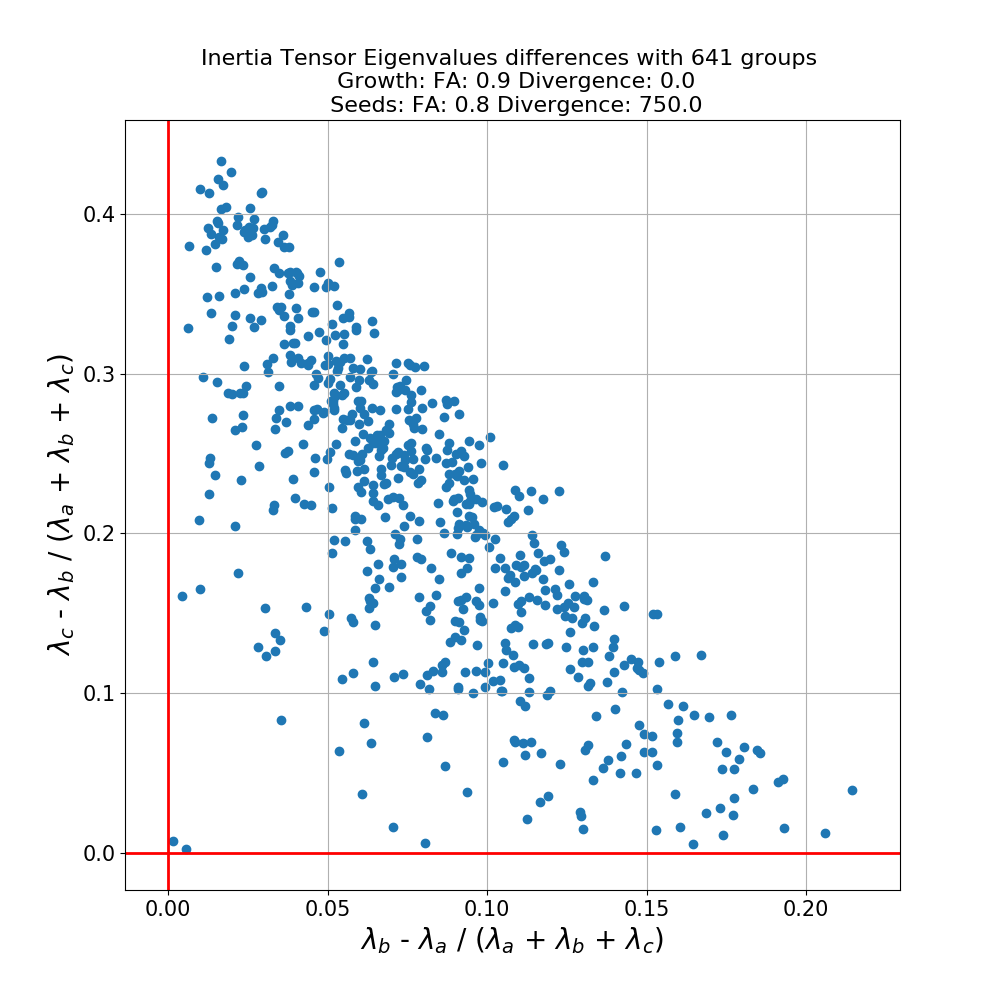 Inertia Tensor Eigenvalues differences with 641 groups
Growth: FA: 0.9 Divergence: 0.0
Seeds: FA: 0.8 Divergence: 750.0
λc - λb / (λa + λb + λc)
0.4
0.3
0.2
0.1
0.0
0.00 0.05 0.10 0.15 0.20
λb - λa / (λa + λb + λc)